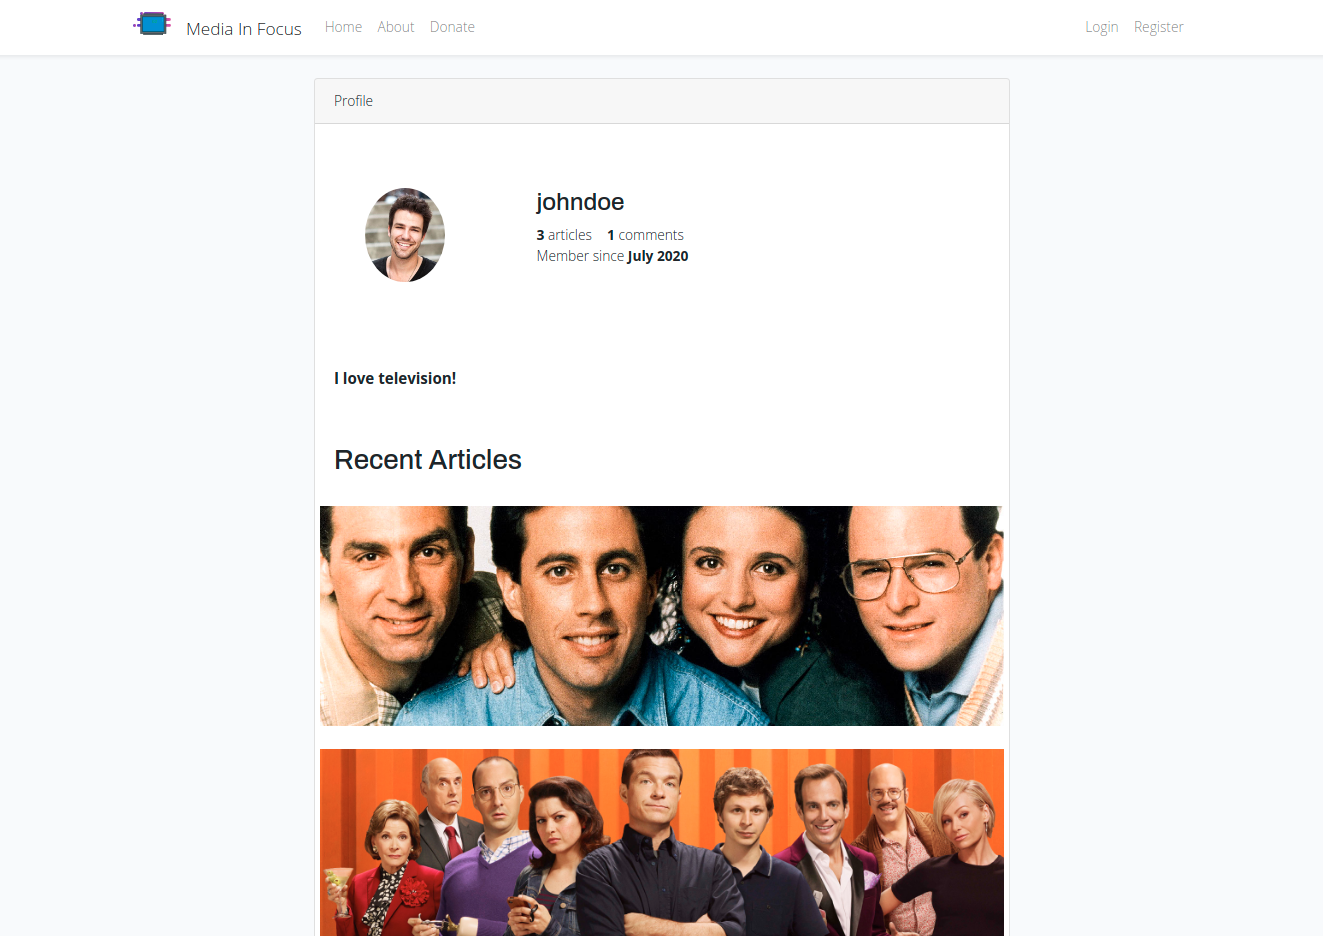 Media In Focus Home About Donate Login Register
Profile
johndoe
3 articles 1 comments
Member since July 2020
I love television!
Recent Articles